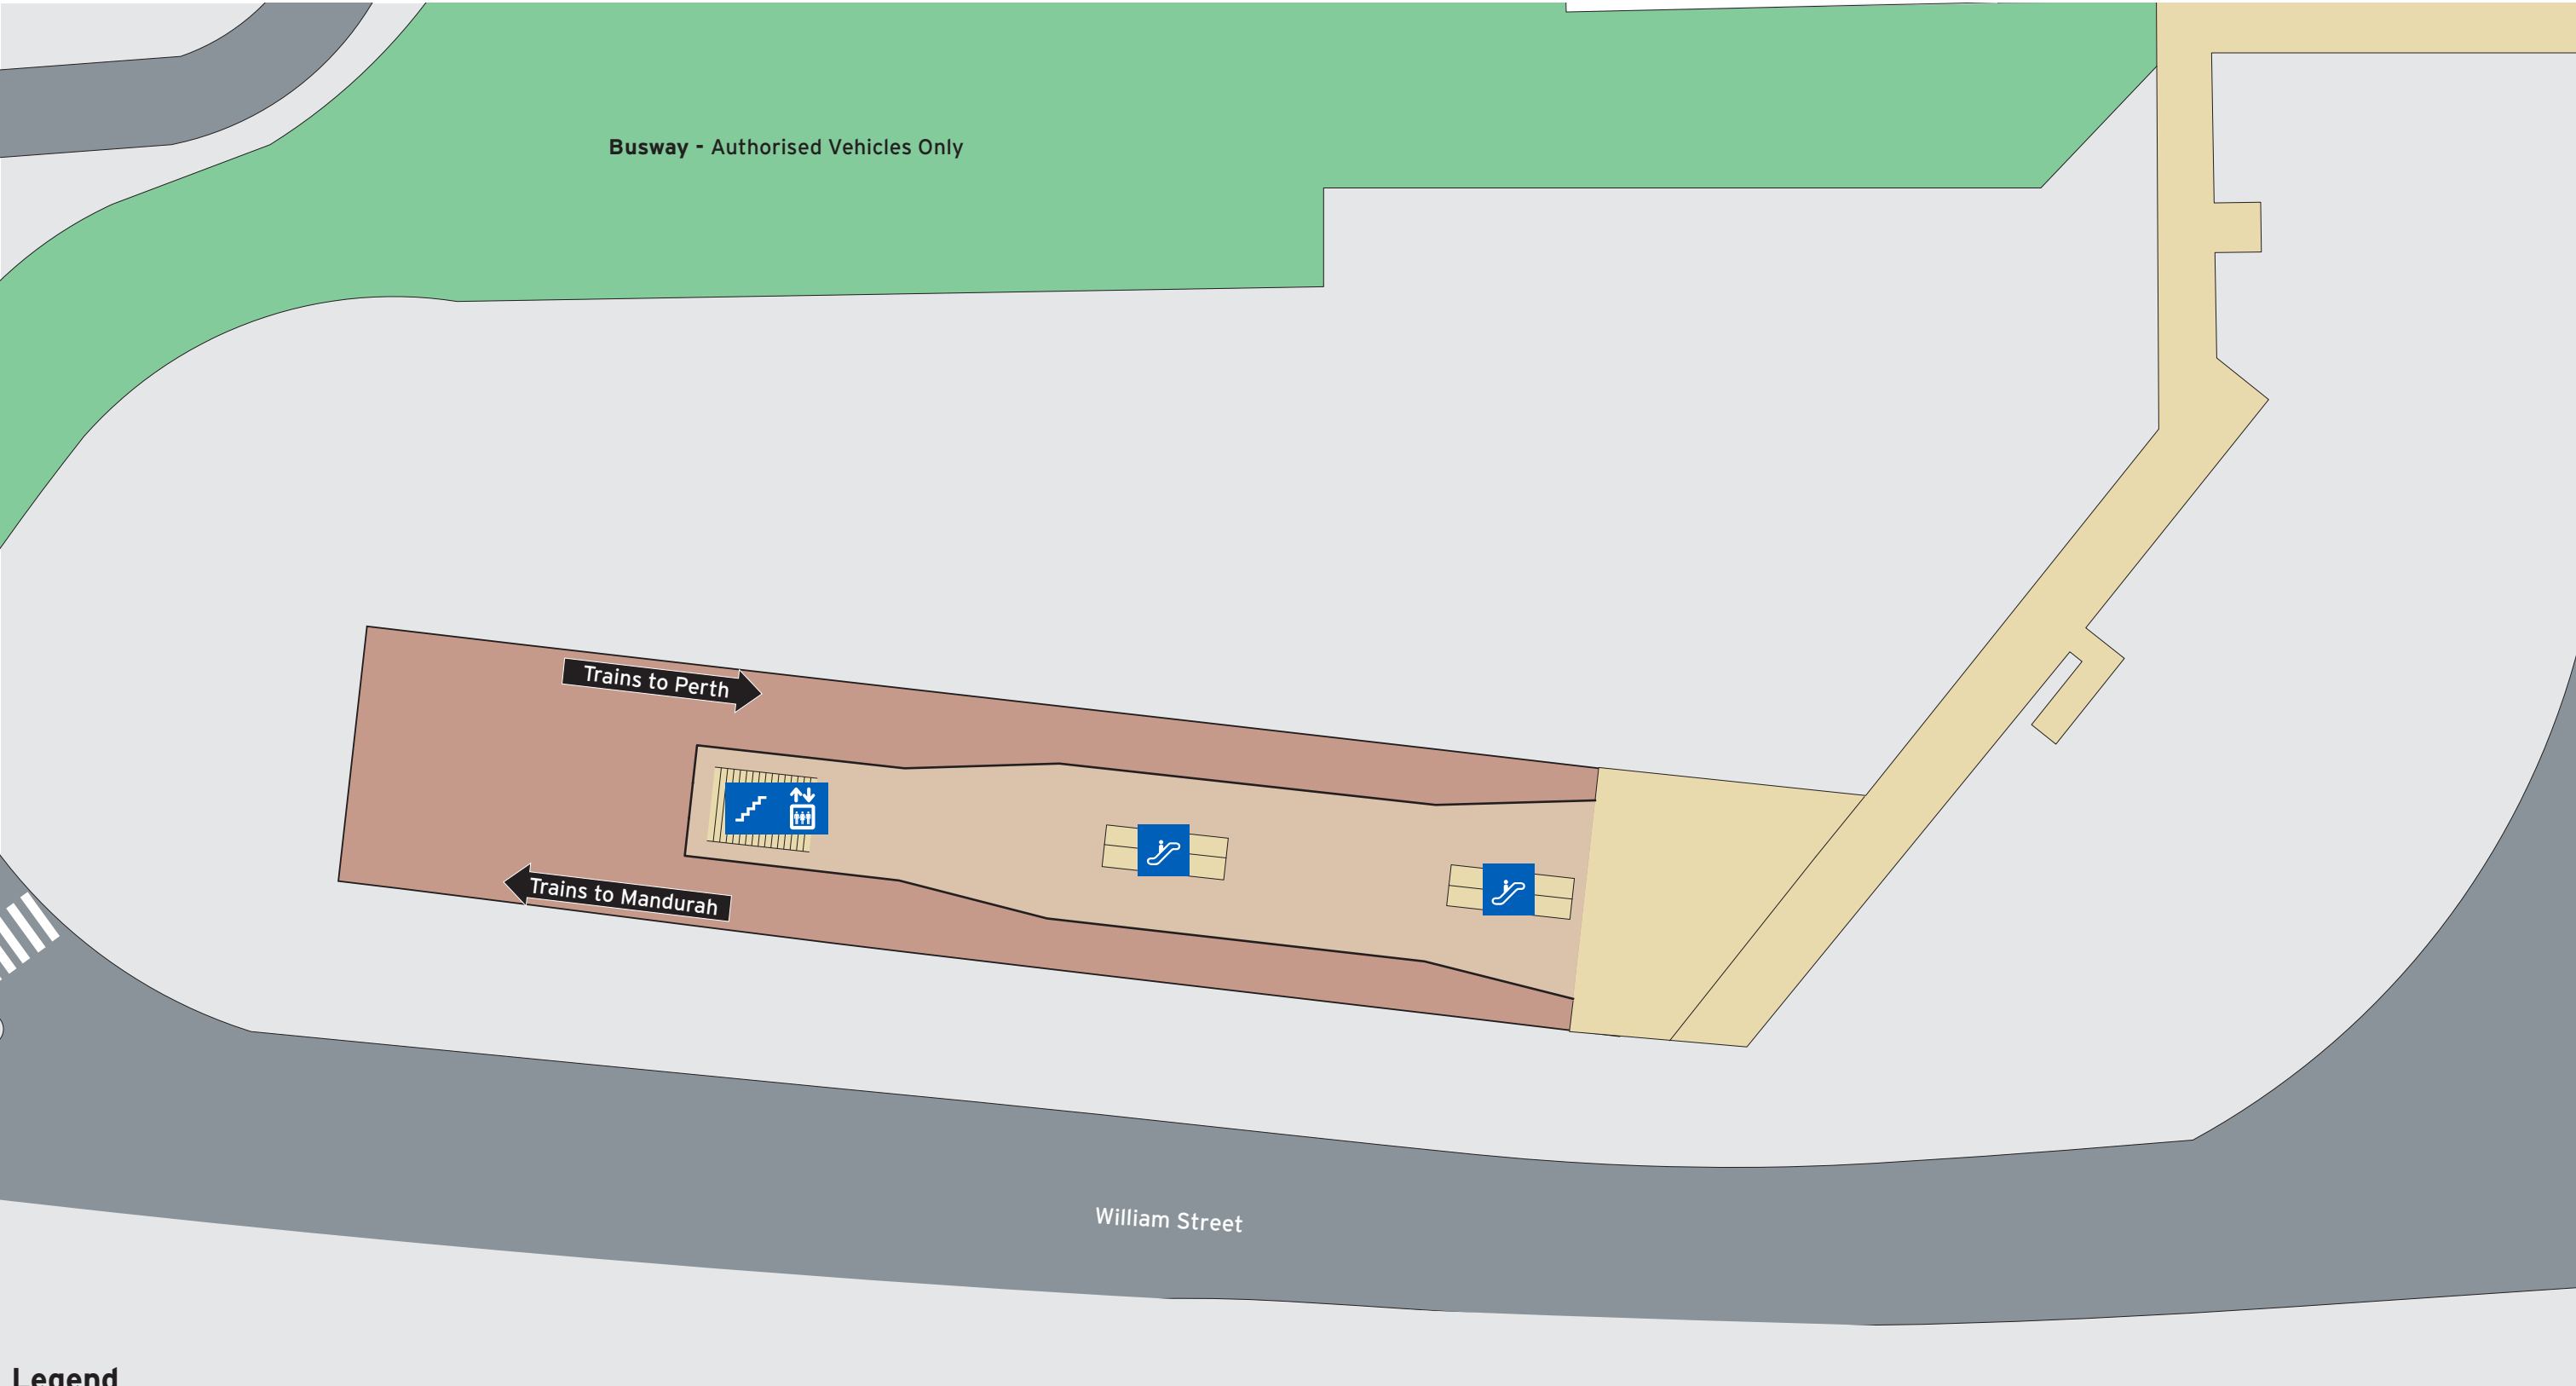 Busway - Authorised Vehicles Only
Trains to Perth
Trains to Mandurah
William Street
Legend